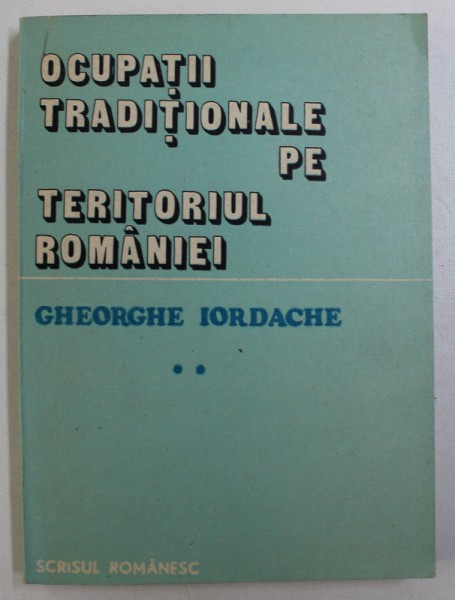 OCUPAȚII
TRADIȚIONALE
PE
TERITORIUL
ROMÂNIEI
GHEORGHE IORDACHE
SCRISUL ROMÂNESC